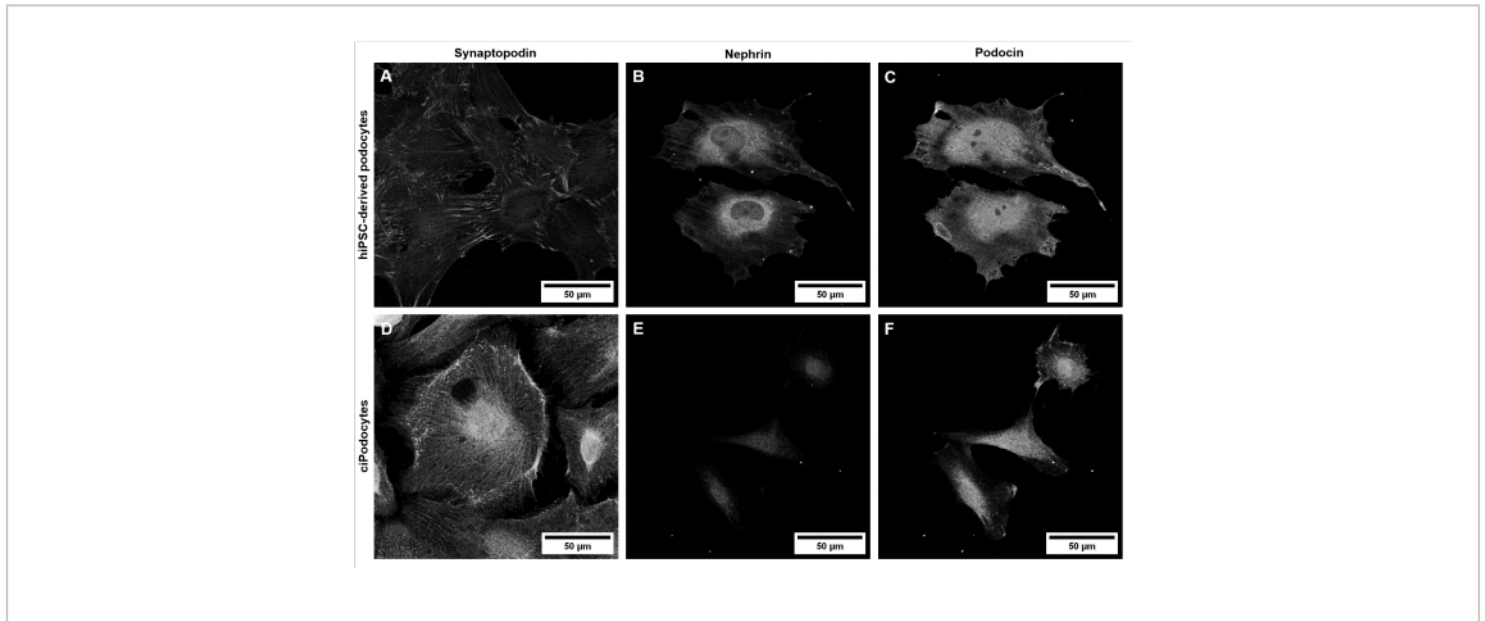 Synaptopodin Nephrin Podocin
hiPSC-derived podocytes
A B C
50 µm 50 µm 50 µm
ciPodocytes
D E F
50 µm 50 µm 50 µm